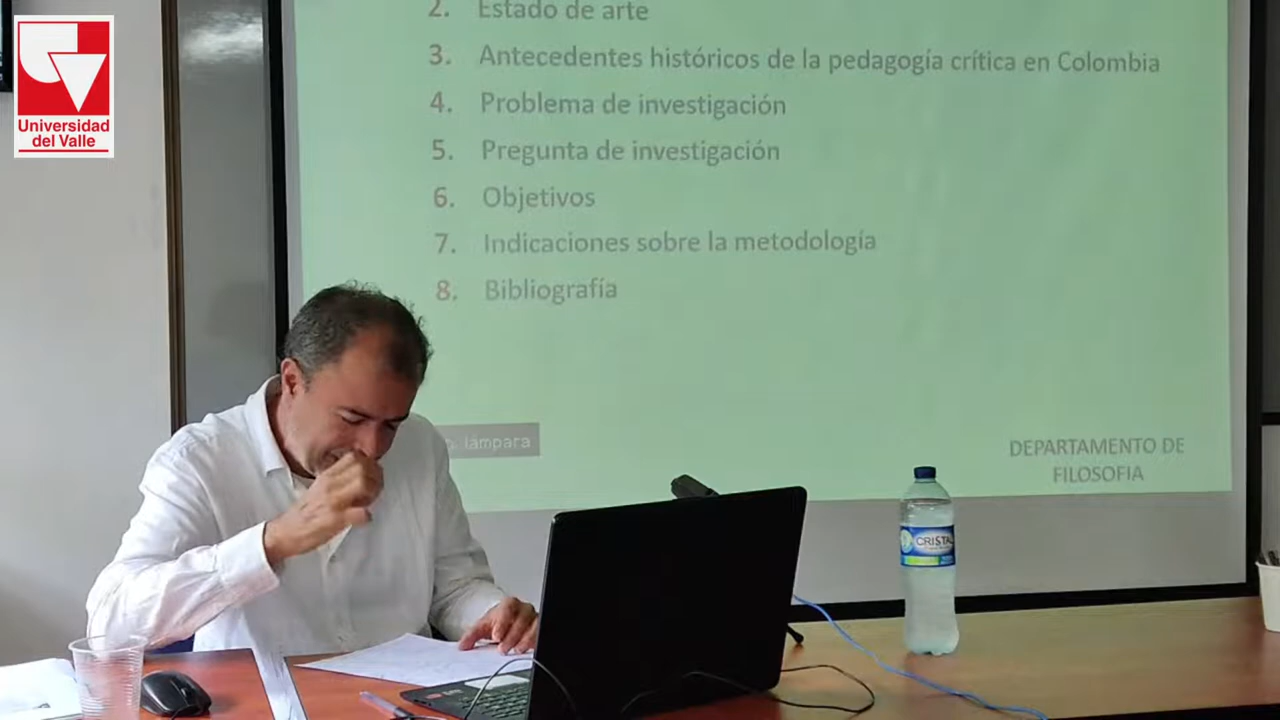 Universidad
del Valle
2. Estado de arte
3. Antecedentes históricos de la pedagogía crítica en Colombia
4. Problema de investigación
5. Pregunta de investigación
6. Objetivos
7. Indicaciones sobre la metodología
8. Bibliografía
lámpara
DEPARTAMENTO DE
FILOSOFIA
CRISTAL